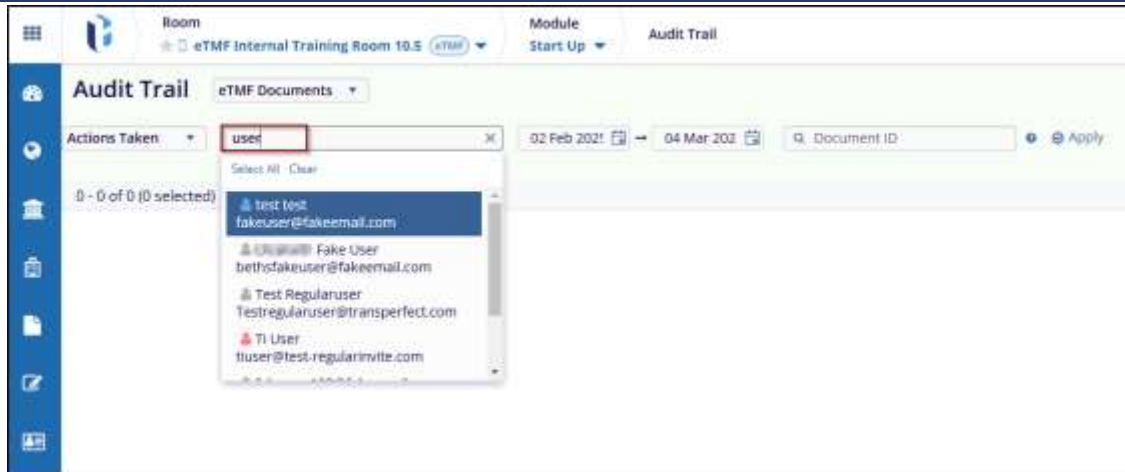 Room
eTMF Internal Training Room 10.5 eTMF
Module
Start Up
Audit Trail
Audit Trail
eTMF Documents
Actions Taken
user
02 Feb 202
04 Mar 202
Document ID
Apply
Select All Clear
0 - 0 of 0 (0 selected)
test test
fakeuser@fakeemail.com
Fake User
bethsfakeuser@fakeemail.com
Test Regularuser
Testregularuser@transperfect.com
TI User
tiuser@test-regularinvite.com